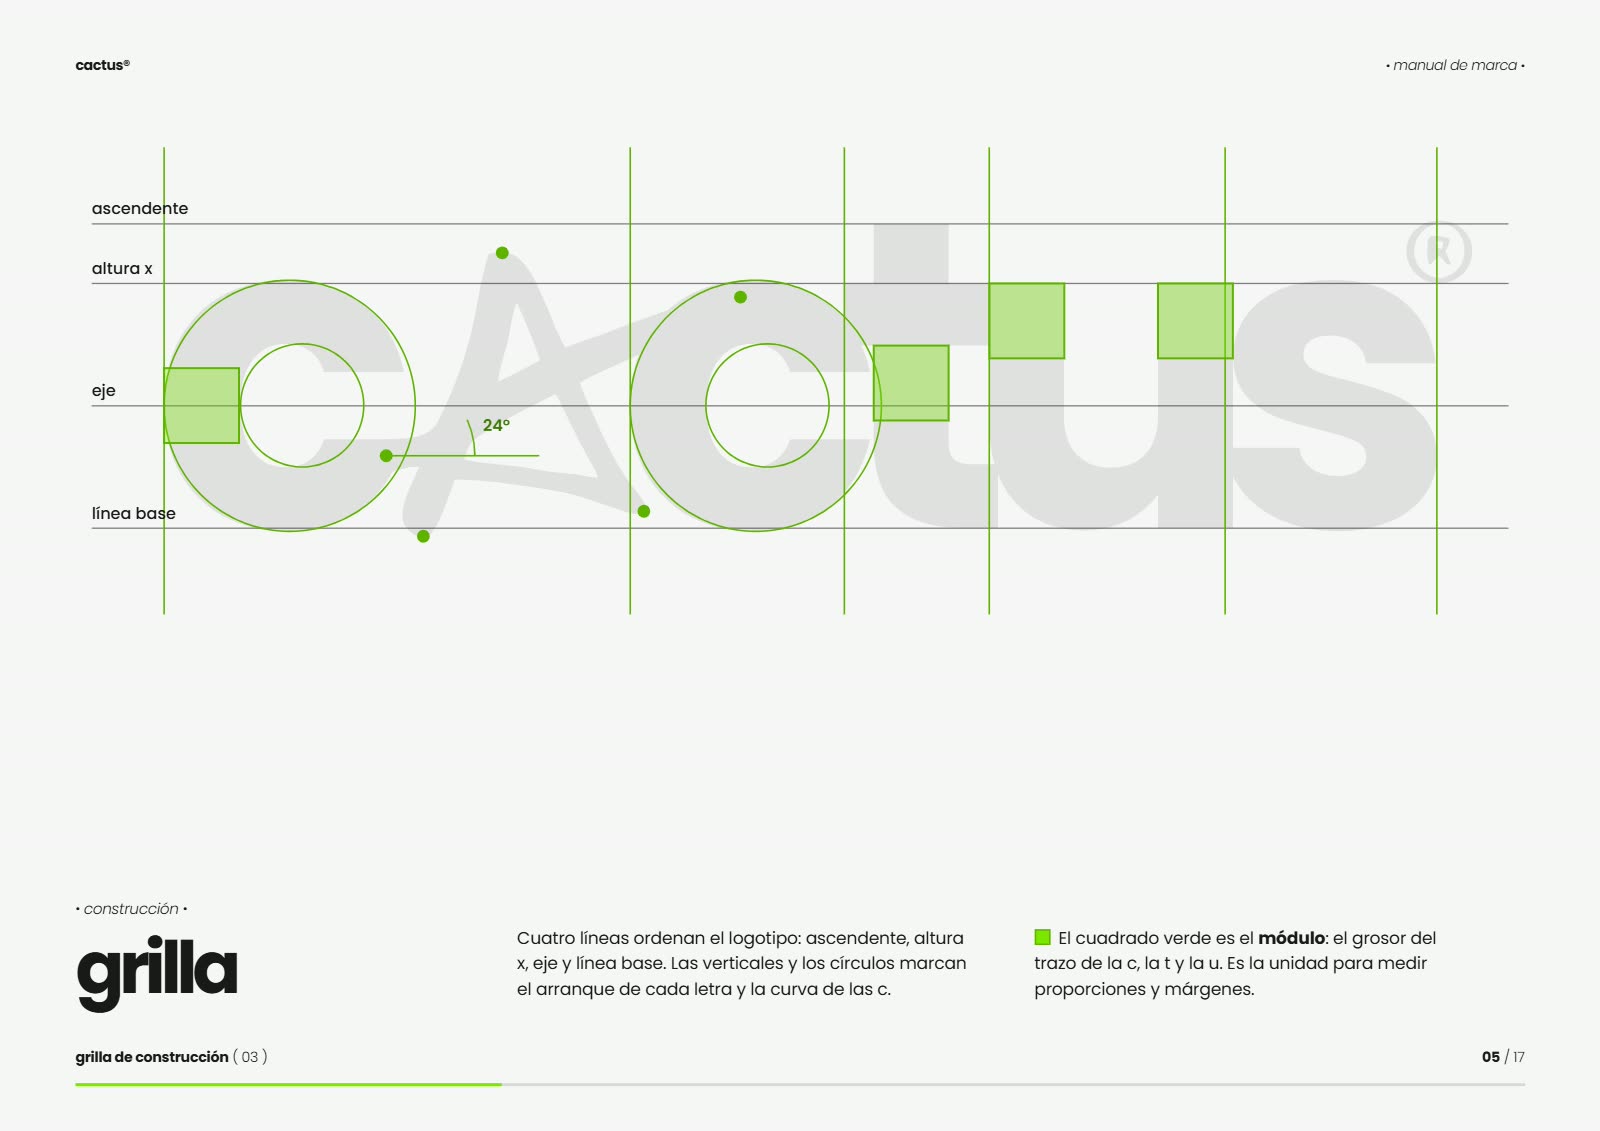 cactus®
• manual de marca •
ascendente
altura x
eje
línea base
24°
cActus®
• construcción •
grilla
Cuatro líneas ordenan el logotipo: ascendente, altura
x, eje y línea base. Las verticales y los círculos marcan
el arranque de cada letra y la curva de las c.
El cuadrado verde es el módulo: el grosor del
trazo de la c, la t y la u. Es la unidad para medir
proporciones y márgenes.
grilla de construcción ( 03 )
05 / 17